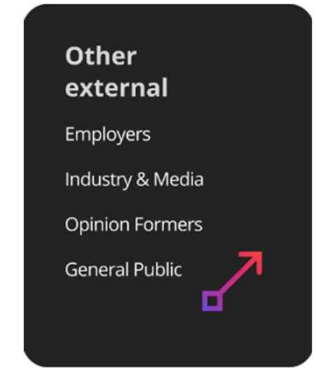 Other
external
Employers
Industry & Media
Opinion Formers
General Public